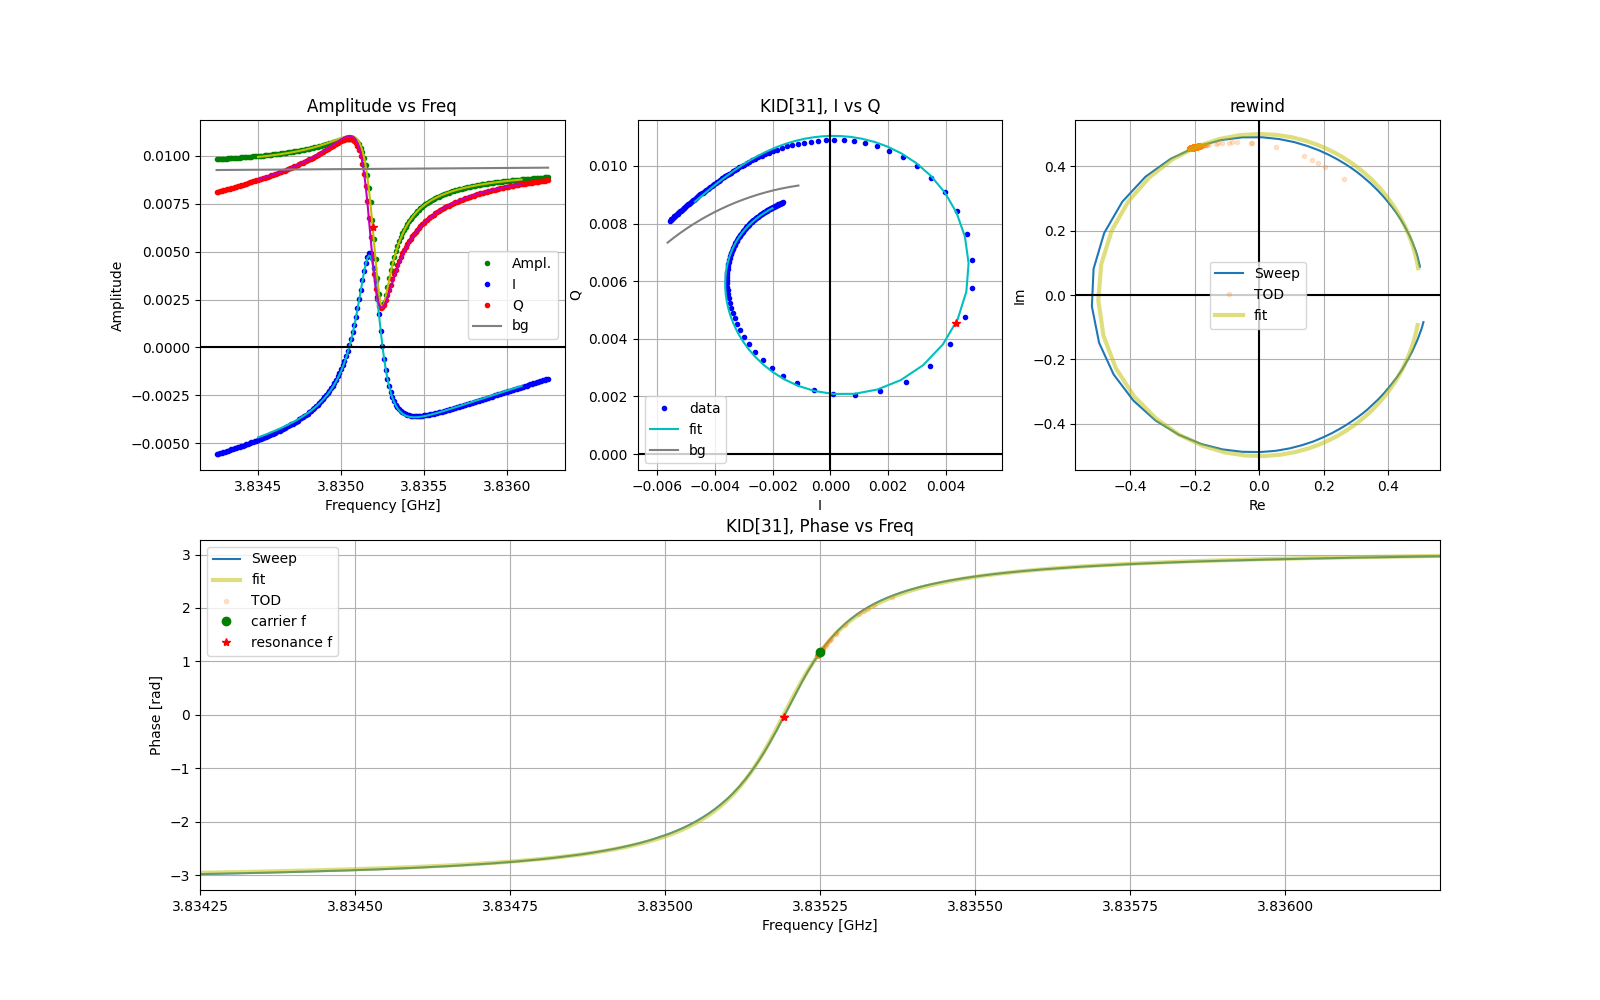 Amplitude vs Freq
Amplitude
0.0100
0.0075
0.0050
0.0025
0.0000
−0.0025
−0.0050
Ampl.
I
Q
bg
3.8345
3.8350
3.8355
3.8360
Frequency [GHz]
KID[31], I vs Q
Q
0.010
0.008
0.006
0.004
0.002
0.000
data
fit
bg
−0.006
−0.004
−0.002
0.000
0.002
0.004
I
rewind
Im
0.4
0.2
0.0
−0.2
−0.4
Sweep
TOD
fit
−0.4
−0.2
0.0
0.2
0.4
Re
KID[31], Phase vs Freq
Phase [rad]
3
2
1
0
−1
−2
−3
Sweep
fit
TOD
carrier f
resonance f
3.83425
3.83450
3.83475
3.83500
3.83525
3.83550
3.83575
3.83600
Frequency [GHz]